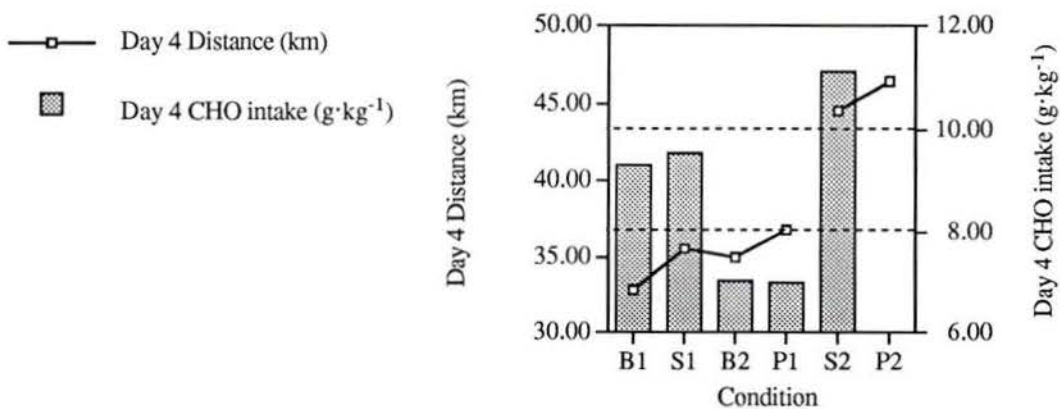 Day 4 Distance (km)
Day 4 CHO intake (g·kg⁻¹)
Day 4 Distance (km)
50.00
45.00
40.00
35.00
30.00
12.00
10.00
8.00
6.00
Day 4 CHO intake (g·kg⁻¹)
B1 S1 B2 P1 S2 P2
Condition